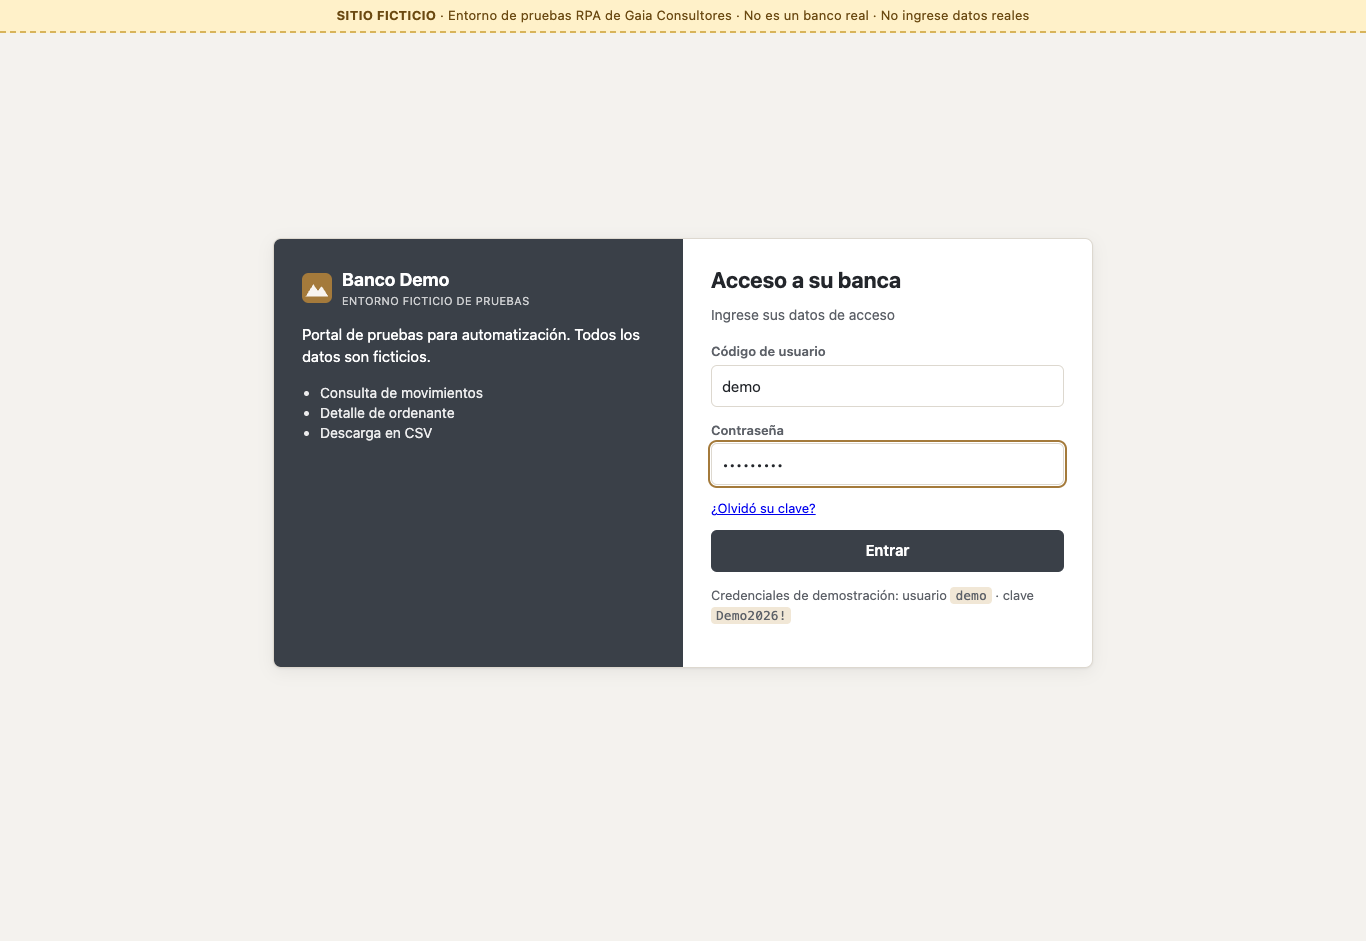 SITIO FICTICIO · Entorno de pruebas RPA de Gaia Consultores · No es un banco real · No ingrese datos reales
Banco Demo
ENTORNO FICTICIO DE PRUEBAS
Portal de pruebas para automatización. Todos los
datos son ficticios.
• Consulta de movimientos
• Detalle de ordenante
• Descarga en CSV
Acceso a su banca
Ingrese sus datos de acceso
Código de usuario
demo
Contraseña
•••••••••
¿Olvidó su clave?
Entrar
Credenciales de demostración: usuario demo · clave
Demo2026!